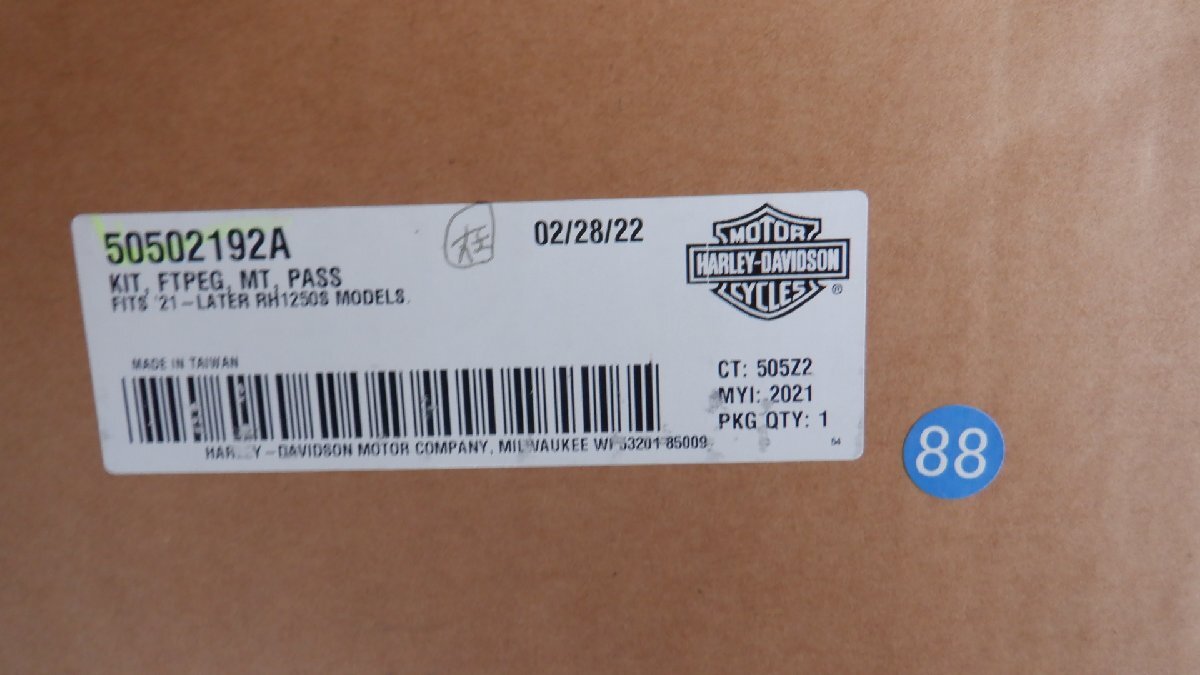 50502192A
02/28/22
KIT, FTPEG, MT, PASS
FITS '21-LATER RH1250S MODELS.
MOTOR
HARLEY-DAVIDSON
CYCLES ®
MADE IN TAIWAN
CT: 505Z2
MYI: 2021
PKG QTY: 1
DAVIDSON MOTOR COMPANY, WI 53201 85009
54
88